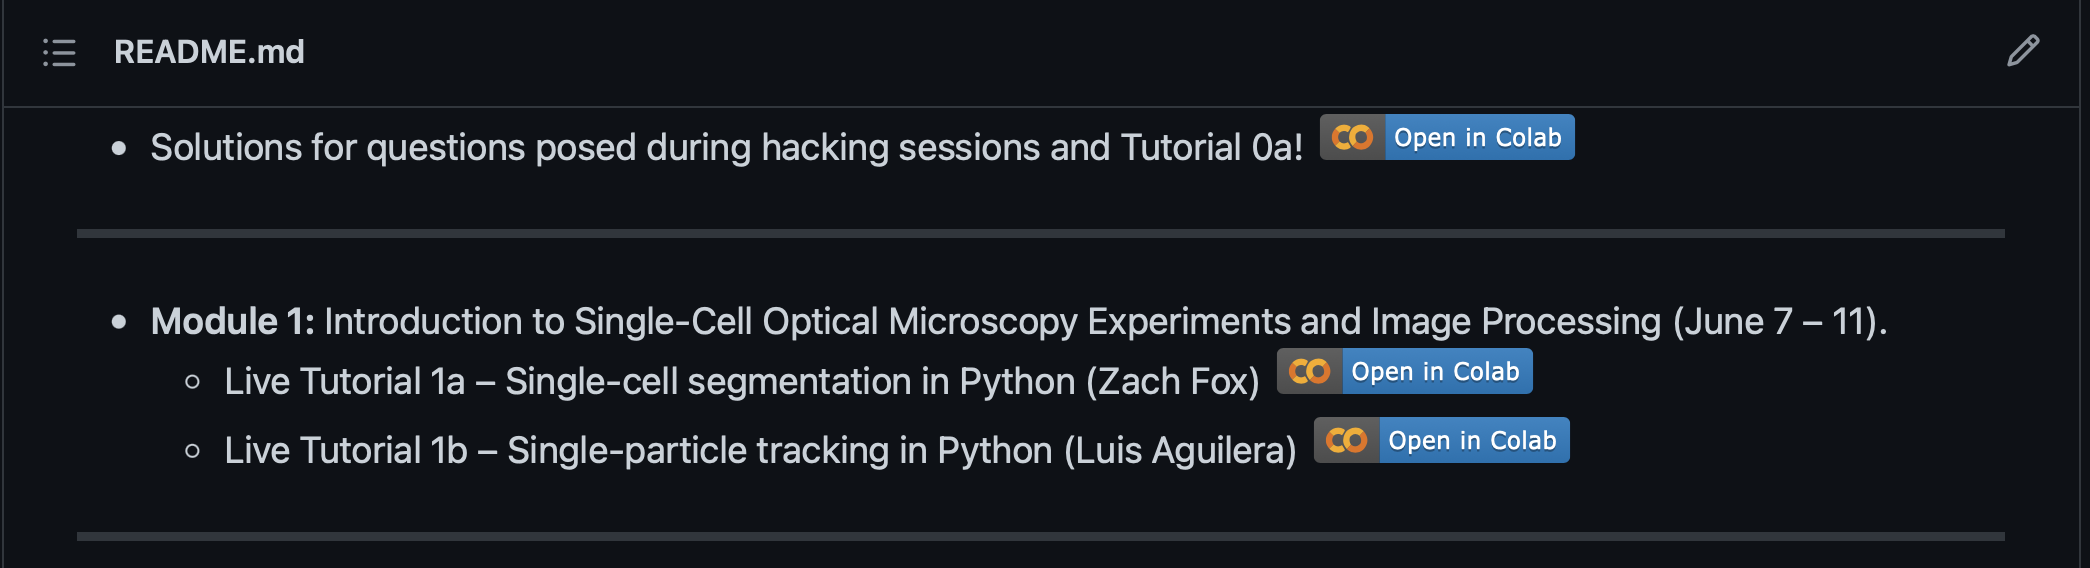 README.md
Solutions for questions posed during hacking sessions and Tutorial 0a! Open in Colab
Module 1: Introduction to Single-Cell Optical Microscopy Experiments and Image Processing (June 7 – 11).
Live Tutorial 1a – Single-cell segmentation in Python (Zach Fox) Open in Colab
Live Tutorial 1b – Single-particle tracking in Python (Luis Aguilera) Open in Colab